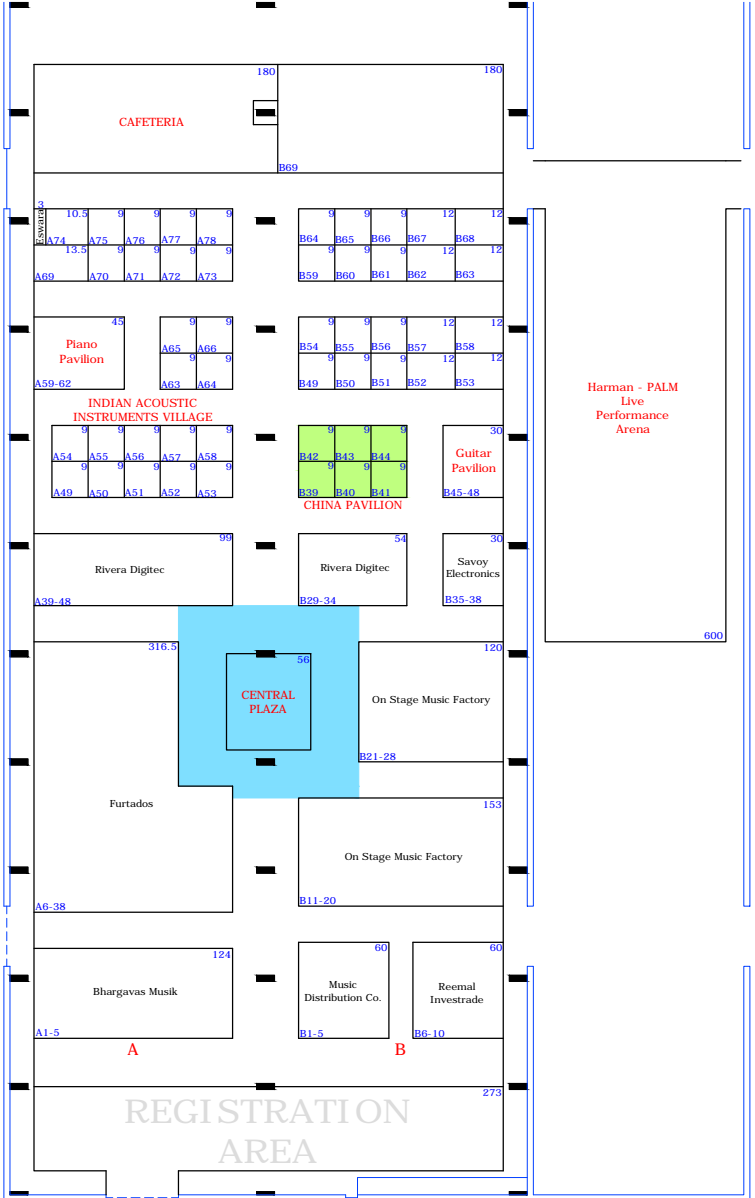 180
180
CAFETERIA
B69
3
10.5
9
9
9
9
9
9
9
12
12
Eswara
A74
A75
A76
A77
A78
B64
B65
B66
B67
B68
13.5
9
9
9
9
9
9
9
12
12
A69
A70
A71
A72
A73
B59
B60
B61
B62
B63
45
9
9
9
9
9
12
12
Piano
Pavilion
A65
A66
B54
B55
B56
B57
B58
9
9
9
9
9
12
12
A59-62
A63
A64
B49
B50
B51
B52
B53
Harman - PALM
Live
Performance
Arena
INDIAN ACOUSTIC
INSTRUMENTS VILLAGE
9
9
9
9
9
9
9
9
30
A54
A55
A56
A57
A58
B42
B43
B44
Guitar
Pavilion
9
9
9
9
9
9
9
9
A49
A50
A51
A52
A53
B39
B40
B41
B45-48
CHINA PAVILION
99
54
30
Rivera Digitec
Rivera Digitec
Savoy
Electronics
A39-48
B29-34
B35-38
600
316.5
120
56
CENTRAL
PLAZA
On Stage Music Factory
B21-28
Furtados
153
On Stage Music Factory
A6-38
B11-20
124
60
60
Bhargavas Musik
Music
Distribution Co.
Reemal
Investrade
A1-5
B1-5
B6-10
A
B
273
REGISTRATION
AREA